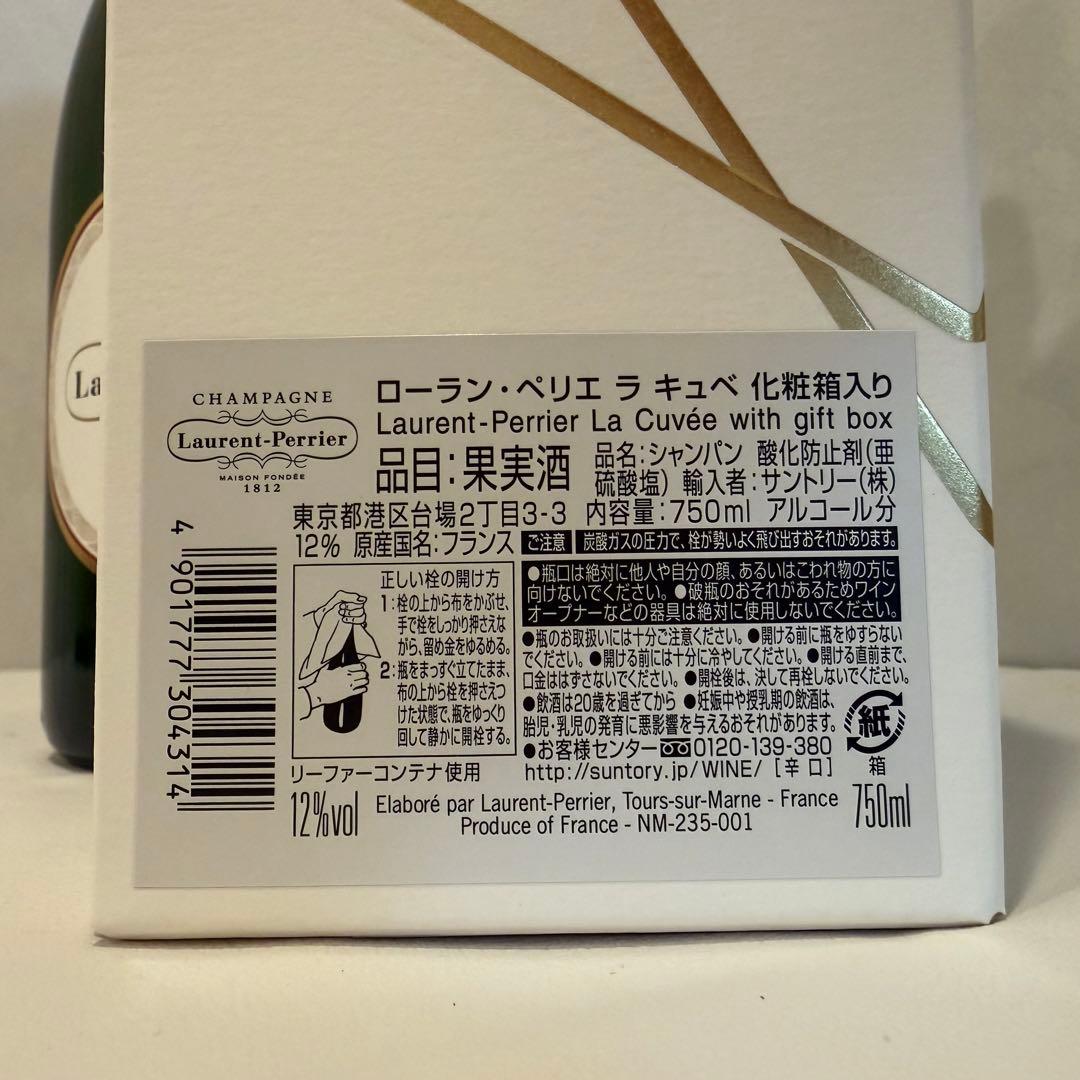 La
CHAMPAGNE
Laurent-Perrier
MAISON FONDÉE
1812
ローラン・ペリエ ラ キュベ 化粧箱入り
Laurent-Perrier La Cuvée with gift box
品目:果実酒 品名:シャンパン 酸化防止剤(亜
硫酸塩) 輸入者:サントリー(株)
東京都港区台場2丁目3-3 内容量:750ml アルコール分
12% 原産国名:フランス ご注意 炭酸ガスの圧力で、栓が勢いよく飛び出すおそれがあります。
●瓶口は絶対に他人や自分の顔、あるいはこわれ物の方に
向けないでください。●破瓶のおそれがあるためワイン
オープナーなどの器具は絶対に使用しないでください。
●瓶のお取扱いには十分ご注意ください。●開ける前に瓶をゆすらない
でください。●開ける前には十分に冷やしてください。●開ける直前まで、
口金ははずさないでください。●開栓後は、決して再栓しないでください。
●飲酒は20歳を過ぎてから ●妊娠中や授乳期の飲酒は、
胎児・乳児の発育に悪影響を与えるおそれがあります。
●お客様センター 0120-139-380
http://suntory.jp/WINE/ [辛口]
紙
箱
正しい栓の開け方
1:栓の上から布をかぶせ、
手で栓をしっかり押さえな
がら、留め金をゆるめる。
2:瓶をまっすぐ立てたまま、
布の上から栓を押さえつ
けた状態で、瓶をゆっくり
回して静かに開栓する。
リーファーコンテナ使用
4 901777 304314
12%vol
Elaboré par Laurent-Perrier, Tours-sur-Marne - France
Produce of France - NM-235-001
750ml